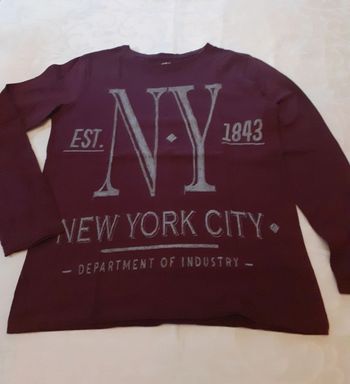 N·Y
EST. 1843
NEW YORK CITY.
— DEPARTMENT OF INDUSTRY —